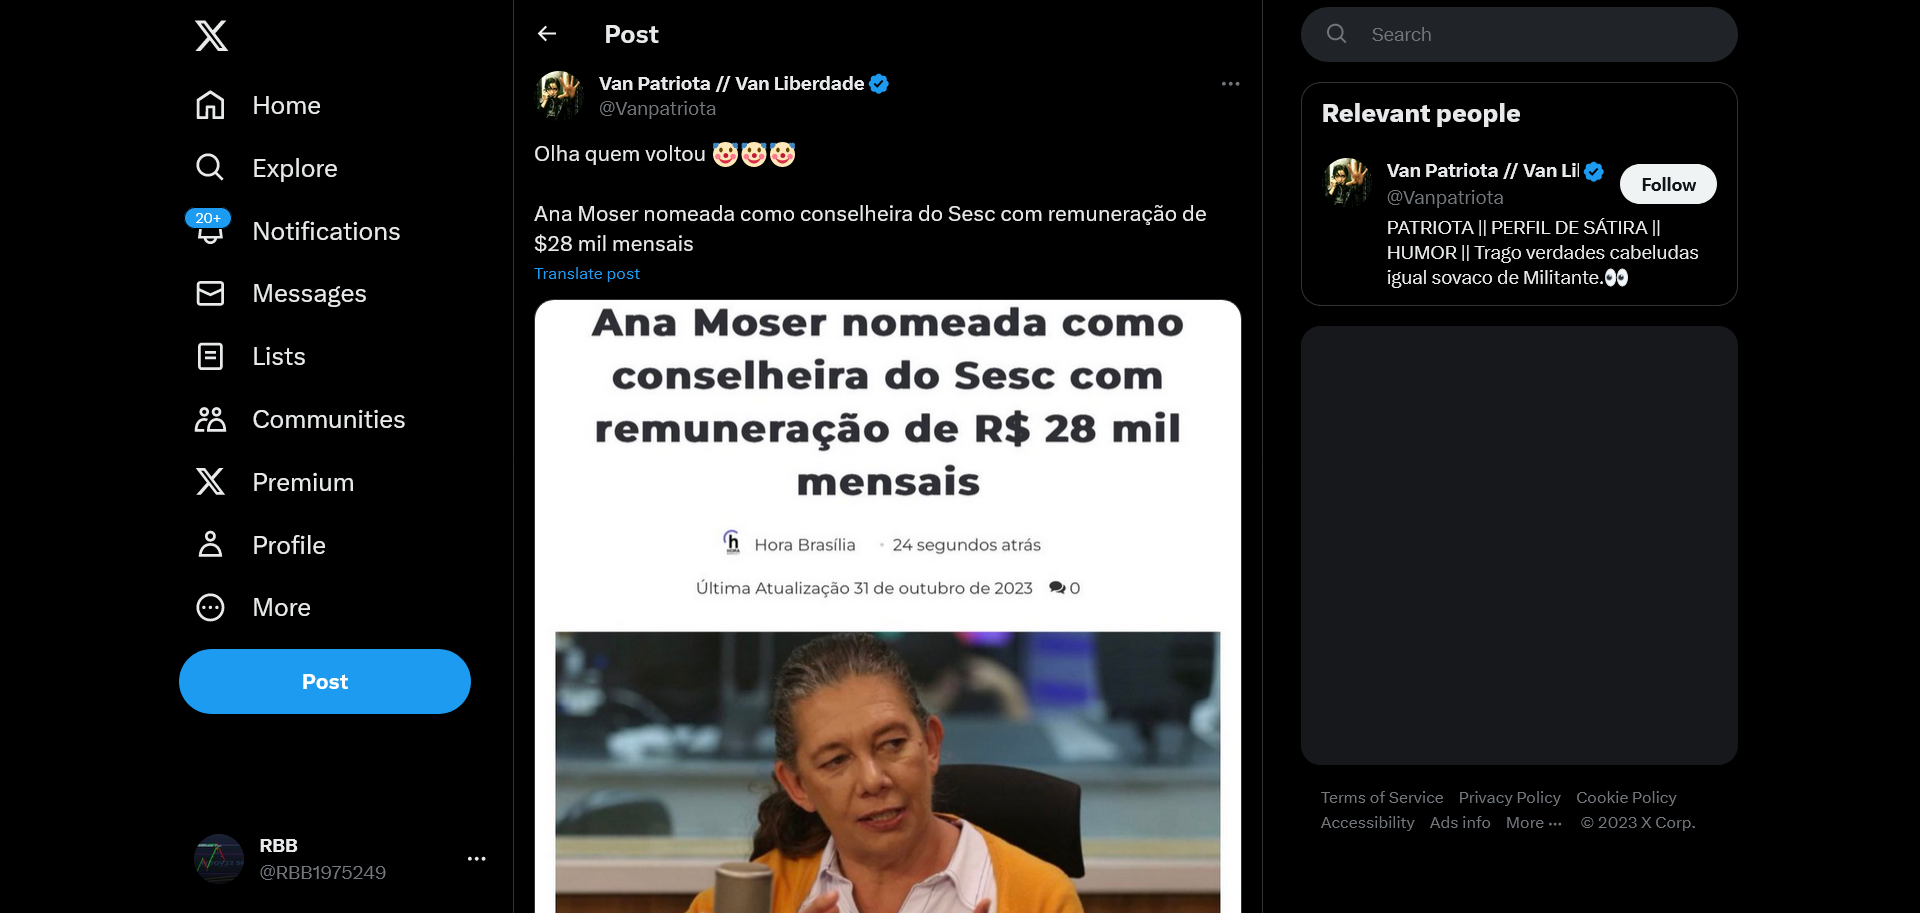 Home
Explore
20+
Notifications
Messages
Lists
Communities
Premium
Profile
More
Post
RBB
@RBB1975249
Post
Van Patriota // Van Liberdade
@Vanpatriota
Olha quem voltou 🤡🤡🤡
Ana Moser nomeada como conselheira do Sesc com remuneração de
$28 mil mensais
Translate post
Ana Moser nomeada como
conselheira do Sesc com
remuneração de R$ 28 mil
mensais
h
HORA
Hora Brasília • 24 segundos atrás
Última Atualização 31 de outubro de 2023 0
Search
Relevant people
Van Patriota // Van Lil
@Vanpatriota
Follow
PATRIOTA || PERFIL DE SÁTIRA ||
HUMOR || Trago verdades cabeludas
igual sovaco de Militante.👀
Terms of Service Privacy Policy Cookie Policy
Accessibility Ads info More ··· © 2023 X Corp.